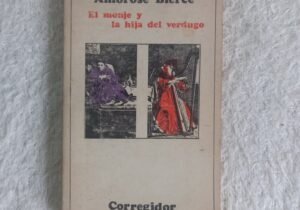 Ambrose Bierce
El monje y
la hija del verdugo
Corregidor